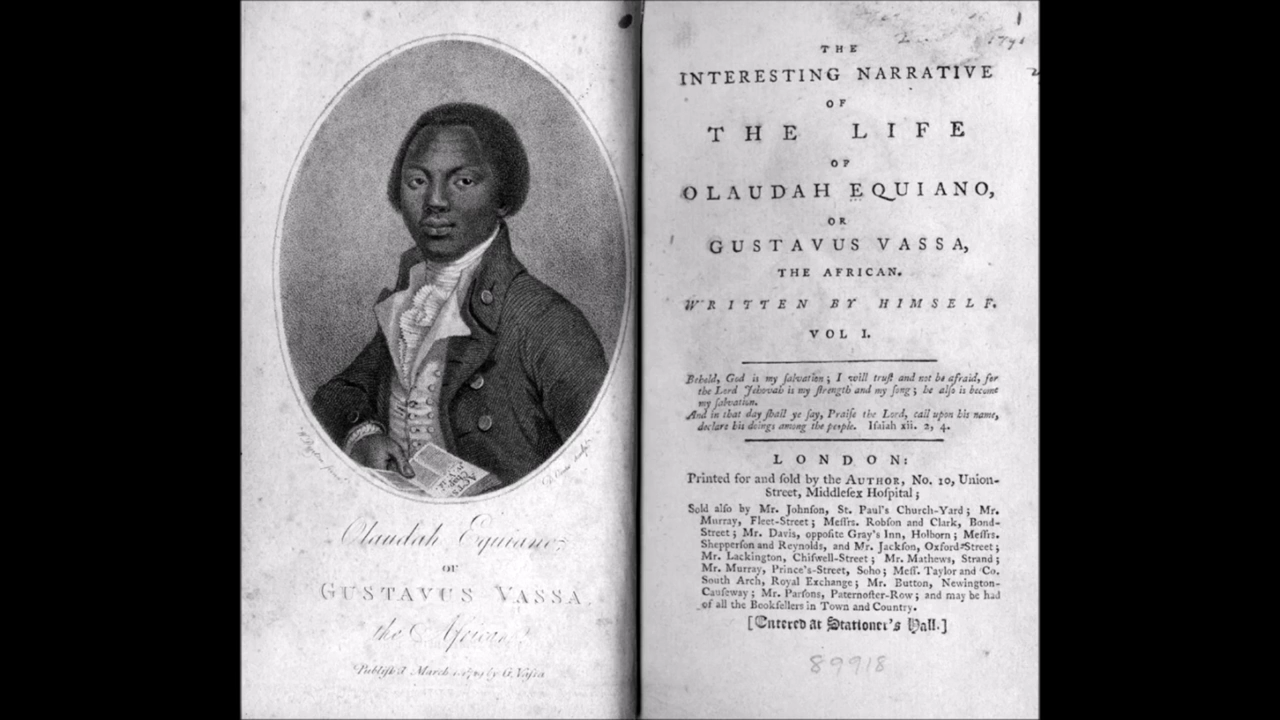 Olaudah Equiano,
or
GUSTAVUS VASSA,
the African.
Publish'd March 1 1789 by G. Vassa
THE
INTERESTING NARRATIVE
OF
THE LIFE
OF
OLAUDAH EQUIANO,
OR
GUSTAVUS VASSA,
THE AFRICAN.
WRITTEN BY HIMSELF.
VOL I.
Behold, God is my ſalvation; I will truſt and not be afraid, for
the Lord Jehovah is my ſtrength and my ſong; he alſo is become
my ſalvation.
And in that day ſhall ye ſay, Praiſe the Lord, call upon his name,
declare his doings among the people. Iſaiah xii. 2, 4.
LONDON:
Printed for and ſold by the AUTHOR, No. 10, Union-
Street, Middleſex Hoſpital;
Sold alſo by Mr. Johnſon, St. Paul's Church-Yard; Mr.
Murray, Fleet-Street; Meſſrs. Robſon and Clark, Bond-
Street; Mr. Davis, oppoſite Gray's Inn, Holborn; Meſſrs.
Shepperſon and Reynolds, and Mr. Jackſon, Oxford-Street;
Mr. Lackington, Chiſwell-Street; Mr. Mathews, Strand;
Mr. Murray, Prince's-Street, Soho; Meſſ. Taylor and Co.
South Arch, Royal Exchange; Mr. Button, Newington-
Cauſeway; Mr. Parſons, Paternoſter-Row; and may be had
of all the Bookſellers in Town and Country.
[Entered at Stationer's Hall.]
89918